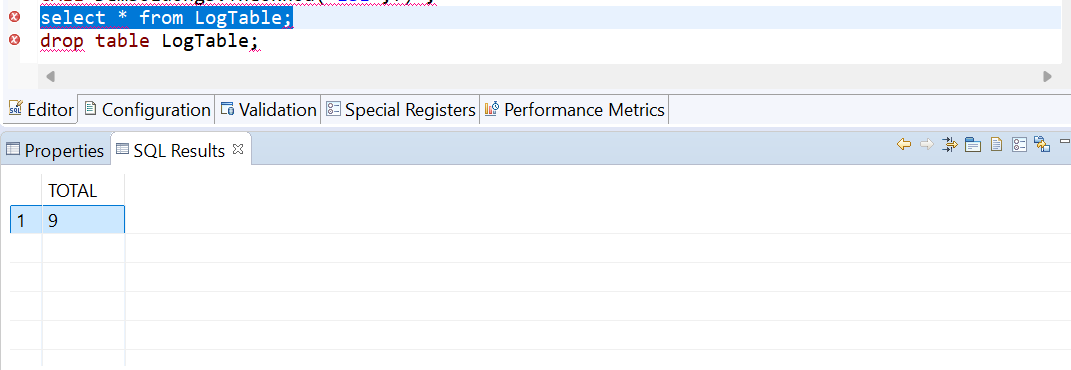 select * from LogTable;
drop table LogTable;
Editor Configuration Validation Special Registers Performance Metrics
Properties SQL Results
TOTAL
1 9